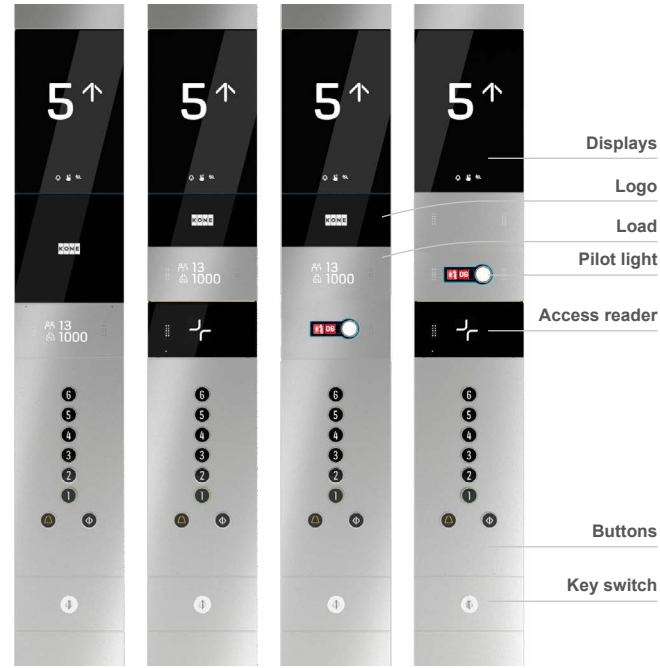 5 5 5 5
Displays
Logo
KONE KONE
Load
KONE
13 13
1000 1000
Pilot light
13
1000
Access reader
6 6 6 6
5 5 5 5
4 4 4 4
3 3 3 3
2 2 2 2
1 1 1 1
Buttons
Key switch